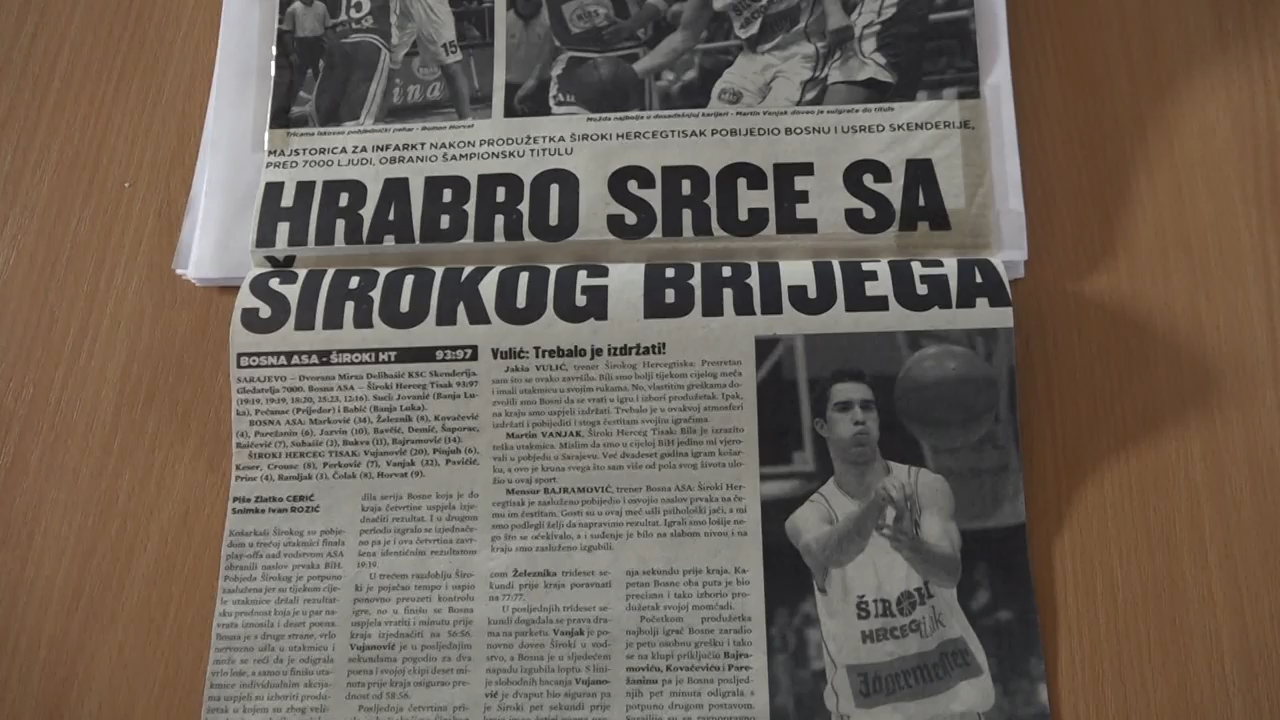 15
15
ina
Tricama iskovao pobjednički pehar - Roman Horvat
Možda najbolja u dosadašnjoj karijeri - Martin Vanjak doveo je suigrače do titule
MAJSTORICA ZA INFARKT NAKON PRODUŽETKA ŠIROKI HERCEGTISAK POBIJEDIO BOSNU I USRED SKENDERIJE,
PRED 7000 LJUDI, OBRANIO ŠAMPIONSKU TITULU
HRABRO SRCE SA
ŠIROKOG BRIJEGA
BOSNA ASA - ŠIROKI HT 93:97
SARAJEVO – Dvorana Mirza Delibašić KSC Skenderija.
Gledatelja 7000. Bosna ASA – Široki Herceg Tisak 93:97
(19:19, 19:19, 18:20, 25:23, 12:16). Suci: Jovanić (Banja Lu-
ka), Pečanac (Prijedor) i Babić (Banja Luka).
BOSNA ASA: Marković (34), Železnik (8), Kovačević
(4), Parežanin (6), Jazvin (10), Bavčić, Demić, Šaporac,
Raičević (7), Subašić (2), Bukva (11), Bajramović (14).
ŠIROKI HERCEG TISAK: Vujanović (20), Pinjuh (6),
Keser, Crouse (8), Perković (7), Vanjak (32), Pavičić,
Princ (4), Ramljak (3), Čolak (8), Horvat (9).
Piše Zlatko CERIĆ
Snimke Ivan ROZIĆ
Košarkaši Širokog su pobje-
dom u trećoj utakmici finala
play-offa nad vodstvom ASA
obranili naslov prvaka BiH.
Pobjeda Širokog je potpuno
zaslužena jer su tijekom cije-
le utakmice držali rezultat-
sku prednost koja je u par na-
vrata iznosila i deset poena.
Bosna je s druge strane, vrlo
nervozno ušla u utakmicu i
može se reći da je odigrala
vrlo loše, a samo u finišu uta-
kmice individualnim akcija-
ma uspjeli su izboriti produ-
žetak u kojem su zbog veli-
dila serija Bosne koja je do
kraja četvrtine uspjela izje-
dnačiti rezultat. I u drugom
periodu izgralo se izjednače-
no pa je i ova četvrtina zavr-
šena identičnim rezultatom
19:19.
U trećem razdoblju Širo-
ki je pojačao tempo i uspio
ponovno preuzeti kontrolu
igre, no u finišu se Bosna
uspjela vratiti i minutu prije
kraja izjednačiti na 56:56.
Vujanović je u posljednjim
sekundama pogodio za dva
poena i svojoj ekipi deset mi-
nuta prije kraja osigurao pre-
dnost od 58:56.
Posljednja četvrtina pri-
Vulić: Trebalo je izdržati!
Jakša VULIĆ, trener Širokog Hercegtiska: Presretan
sam što se ovako završilo. Bili smo bolji tijekom cijelog meča
i imali utakmicu u svojim rukama. No, vlastitim greškama do-
zvolili smo Bosni da se vrati u igru i izbori produžetak. Ipak,
na kraju smo uspjeli izdržati. Trebalo je u ovakvoj atmosferi
izdržati i pobijediti i stoga čestitam svojim igračima.
Martin VANJAK, Široki Herceg Tisak: Bila je izrazito
teška utakmica. Mislim da smo u cijeloj BiH jedino mi vjero-
vali u pobjedu u Sarajevu. Već dvadeset godina igram košar-
ku, a ovo je kruna svega što sam više od pola svog života ulo-
žio u ovaj sport.
Mensur BAJRAMOVIĆ, trener Bosna ASA: Široki Her-
cegtisak je zasluženo pobijedio i osvojio naslov prvaka na če-
mu im čestitam. Gosti su u ovaj meč ušli psihološki jači, a mi
smo podlegli želji da napravimo rezultat. Igrali smo lošije ne-
go što se očekivalo, a i suđenje je bilo na slabom nivou i na
kraju smo zasluženo izgubili.
com Železnika trideset se-
kundi prije kraja poravnati
na 77:77.
U posljednjih trideset se-
kundi događala se prava dra-
ma na parketu. Vanjak je po-
novno doveo Široki u vod-
stvo, a Bosna je u sljedećem
napadu izgubila loptu. S lini-
je slobodnih bacanja Vujano-
vić je dvaput bio siguran pa
je Široki pet sekundi prije
nja sekundu prije kraja. Ka-
petan Bosne oba puta je bio
precizan i tako izborio pro-
dužetak svojoj momčadi.
Početkom produžetka
najbolji igrač Bosne zaradio
je petu osobnu grešku i tako
se na klupi priključio Bajra-
moviću, Kovačeviću i Pare-
žaninu pa je Bosna posljed-
njih pet minuta odigrala s
potpuno drugom postavom.
ŠIROKI
HERCEGtisak
Jägermeister